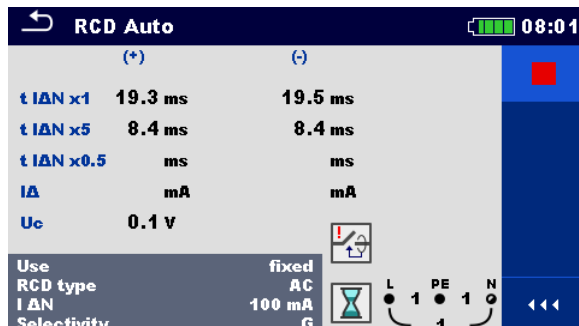 RCD Auto 08:01
(+) (-)
t IΔN x1 19.3 ms 19.5 ms
t IΔN x5 8.4 ms 8.4 ms
t IΔN x0.5 ms ms
IΔ mA mA
Uc 0.1 V
!
Use fixed
RCD type AC
I ΔN 100 mA
Selectivity G
L PE N
1 1
1